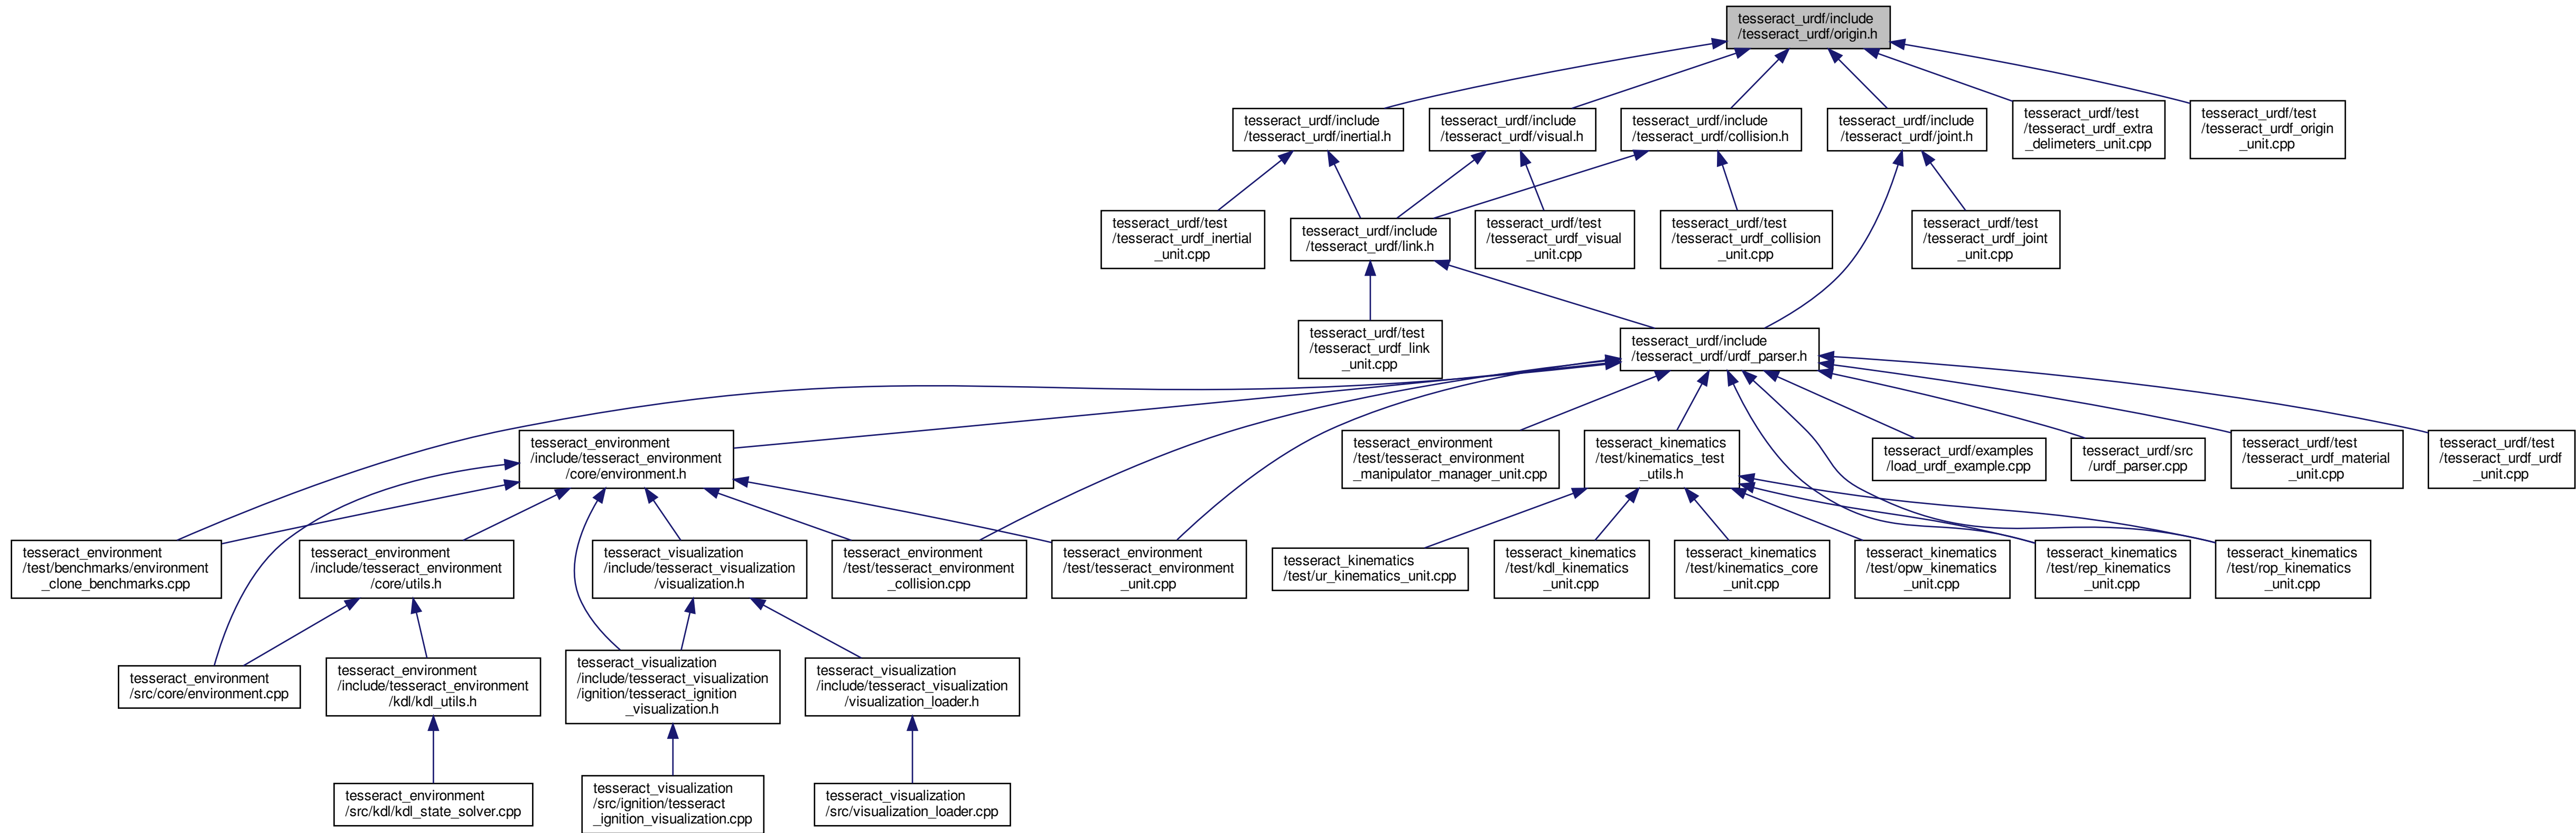 tesseract_urdf/include
/tesseract_urdf/origin.h
tesseract_urdf/include
/tesseract_urdf/inertial.h
tesseract_urdf/include
/tesseract_urdf/visual.h
tesseract_urdf/include
/tesseract_urdf/collision.h
tesseract_urdf/include
/tesseract_urdf/joint.h
tesseract_urdf/test
/tesseract_urdf_extra
_delimeters_unit.cpp
tesseract_urdf/test
/tesseract_urdf_origin
_unit.cpp
tesseract_urdf/test
/tesseract_urdf_inertial
_unit.cpp
tesseract_urdf/include
/tesseract_urdf/link.h
tesseract_urdf/test
/tesseract_urdf_visual
_unit.cpp
tesseract_urdf/test
/tesseract_urdf_collision
_unit.cpp
tesseract_urdf/test
/tesseract_urdf_joint
_unit.cpp
tesseract_urdf/test
/tesseract_urdf_link
_unit.cpp
tesseract_urdf/include
/tesseract_urdf/urdf_parser.h
tesseract_environment
/include/tesseract_environment
/core/environment.h
tesseract_environment
/test/tesseract_environment
_manipulator_manager_unit.cpp
tesseract_kinematics
/test/kinematics_test
_utils.h
tesseract_urdf/examples
/load_urdf_example.cpp
tesseract_urdf/src
/urdf_parser.cpp
tesseract_urdf/test
/tesseract_urdf_material
_unit.cpp
tesseract_urdf/test
/tesseract_urdf_urdf
_unit.cpp
tesseract_environment
/test/benchmarks/environment
_clone_benchmarks.cpp
tesseract_environment
/include/tesseract_environment
/core/utils.h
tesseract_visualization
/include/tesseract_visualization
/visualization.h
tesseract_environment
/test/tesseract_environment
_collision.cpp
tesseract_environment
/test/tesseract_environment
_unit.cpp
tesseract_kinematics
/test/ur_kinematics_unit.cpp
tesseract_kinematics
/test/kdl_kinematics
_unit.cpp
tesseract_kinematics
/test/kinematics_core
_unit.cpp
tesseract_kinematics
/test/opw_kinematics
_unit.cpp
tesseract_kinematics
/test/rep_kinematics
_unit.cpp
tesseract_kinematics
/test/rop_kinematics
_unit.cpp
tesseract_environment
/src/core/environment.cpp
tesseract_environment
/include/tesseract_environment
/kdl/kdl_utils.h
tesseract_visualization
/include/tesseract_visualization
/ignition/tesseract_ignition
_visualization.h
tesseract_visualization
/include/tesseract_visualization
/visualization_loader.h
tesseract_environment
/src/kdl/kdl_state_solver.cpp
tesseract_visualization
/src/ignition/tesseract
_ignition_visualization.cpp
tesseract_visualization
/src/visualization_loader.cpp